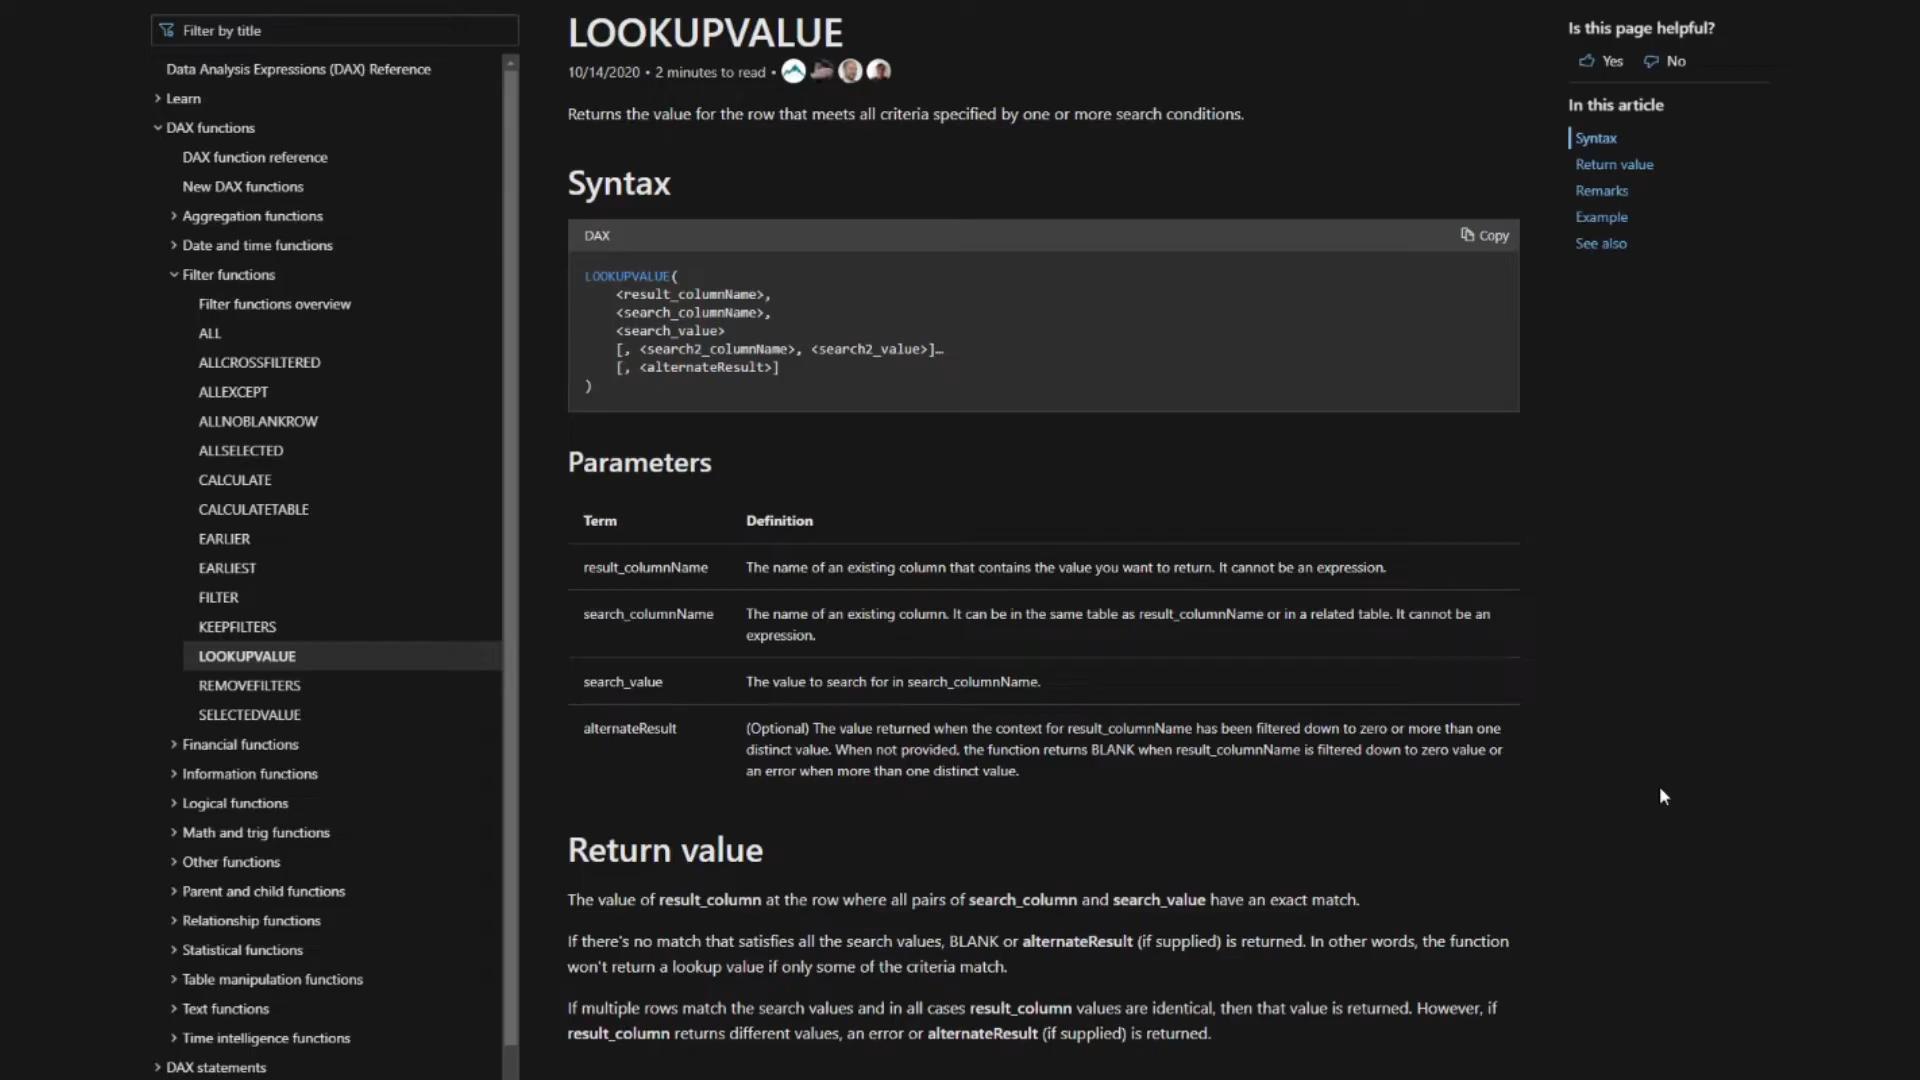 Filter by title
Data Analysis Expressions (DAX) Reference
Learn
DAX functions
DAX function reference
New DAX functions
Aggregation functions
Date and time functions
Filter functions
Filter functions overview
ALL
ALLCROSSFILTERED
ALLEXCEPT
ALLNOBLANKROW
ALLSELECTED
CALCULATE
CALCULATETABLE
EARLIER
EARLIEST
FILTER
KEEPFILTERS
LOOKUPVALUE
REMOVEFILTERS
SELECTEDVALUE
Financial functions
Information functions
Logical functions
Math and trig functions
Other functions
Parent and child functions
Relationship functions
Statistical functions
Table manipulation functions
Text functions
Time intelligence functions
DAX statements
LOOKUPVALUE
10/14/2020 • 2 minutes to read •
Returns the value for the row that meets all criteria specified by one or more search conditions.
Syntax
DAX
Copy
LOOKUPVALUE(
<result_columnName>,
<search_columnName>,
<search_value>
[, <search2_columnName>, <search2_value>]…
[, <alternateResult>]
)
Parameters
Term Definition
result_columnName The name of an existing column that contains the value you want to return. It cannot be an expression.
search_columnName The name of an existing column. It can be in the same table as result_columnName or in a related table. It cannot be an
expression.
search_value The value to search for in search_columnName.
alternateResult (Optional) The value returned when the context for result_columnName has been filtered down to zero or more than one
distinct value. When not provided, the function returns BLANK when result_columnName is filtered down to zero value or
an error when more than one distinct value.
Return value
The value of result_column at the row where all pairs of search_column and search_value have an exact match.
If there's no match that satisfies all the search values, BLANK or alternateResult (if supplied) is returned. In other words, the function
won't return a lookup value if only some of the criteria match.
If multiple rows match the search values and in all cases result_column values are identical, then that value is returned. However, if
result_column returns different values, an error or alternateResult (if supplied) is returned.
Is this page helpful?
Yes No
In this article
Syntax
Return value
Remarks
Example
See also